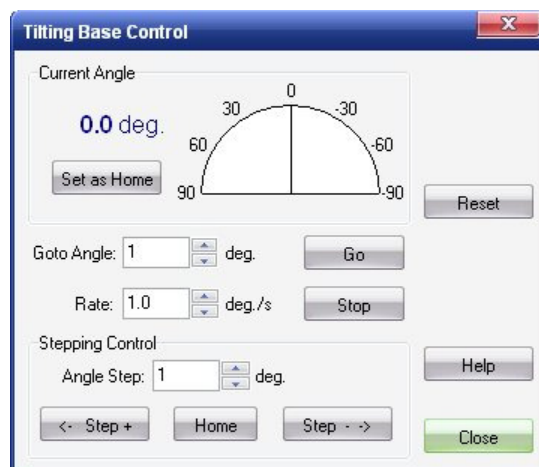 Tilting Base Control
X
Current Angle
0
30 -30
0.0 deg.
60 -60
Set as Home
90 -90
Reset
Goto Angle: 1 deg. Go
Rate: 1.0 deg./s Stop
Stepping Control
Help
Angle Step: 1 deg.
<- Step + Home Step - ->
Close